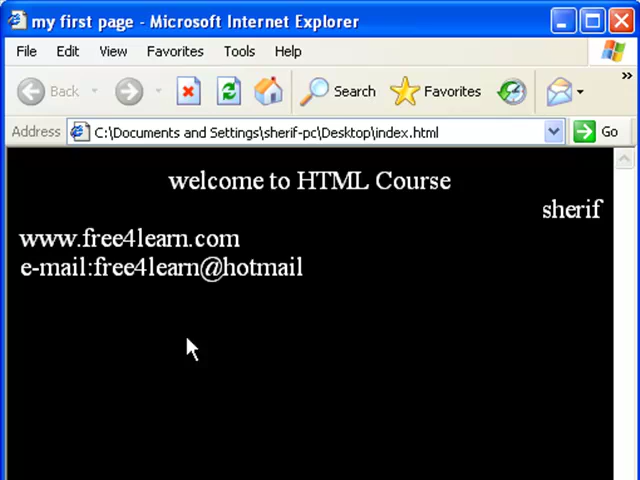 my first page - Microsoft Internet Explorer
File Edit View Favorites Tools Help
Back Search Favorites »
Address C:\Documents and Settings\sherif-pc\Desktop\index.html Go
welcome to HTML Course
sherif
www.free4learn.com
e-mail:free4learn@hotmail